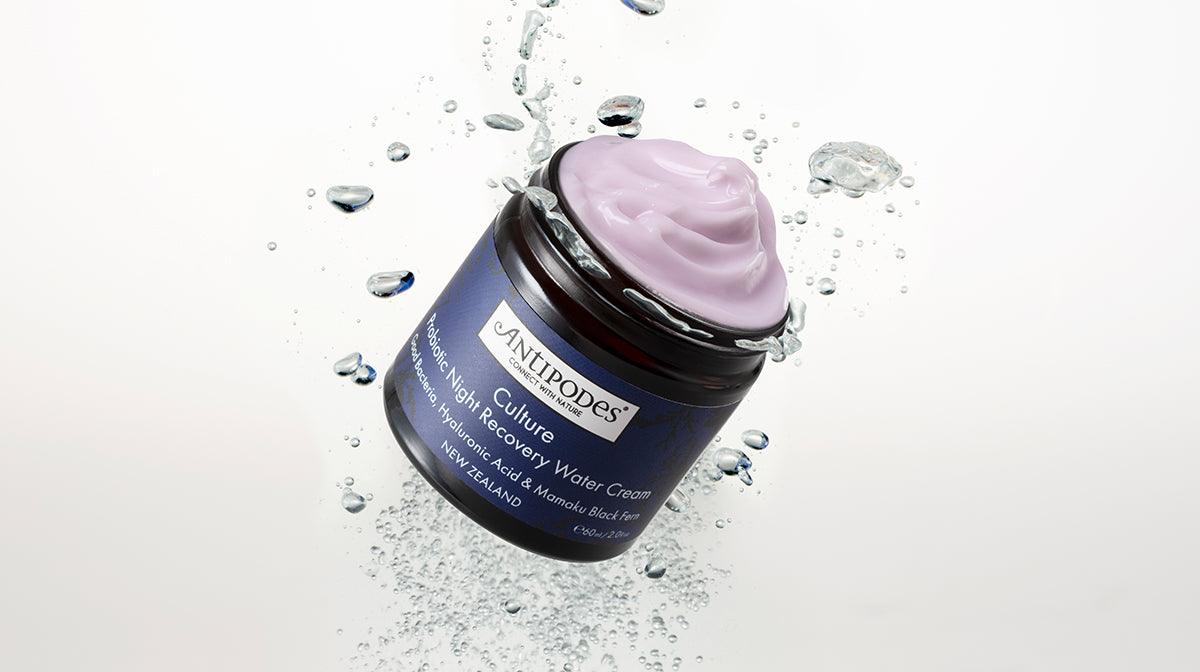 ANTIPODES®
CONNECT WITH NATURE
Culture
Probiotic Night Recovery Water Cream
Good Bacteria, Hyaluronic Acid & Mamaku Black Fern
NEW ZEALAND
℮60ml/2.0fl